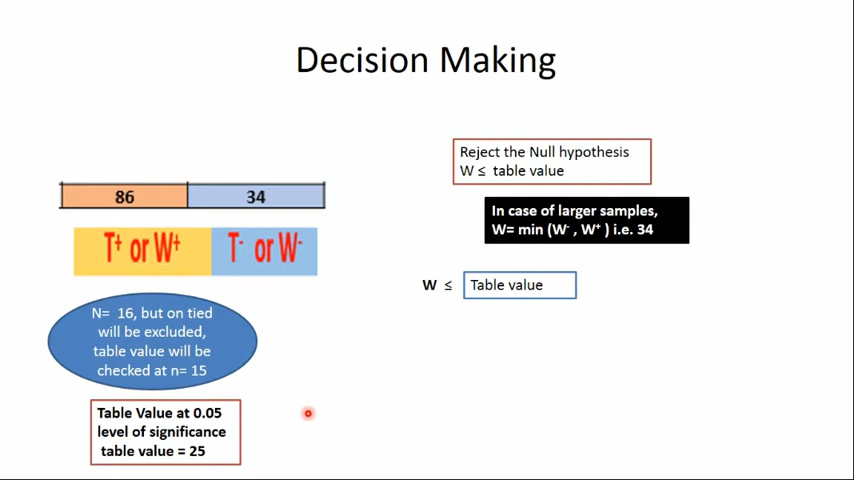 Decision Making
86 34
T+ or W+ T- or W-
N= 16, but on tied
will be excluded,
table value will be
checked at n= 15
Table Value at 0.05
level of significance
table value = 25
Reject the Null hypothesis
W ≤ table value
In case of larger samples,
W= min (W- , W+ ) i.e. 34
W ≤ Table value